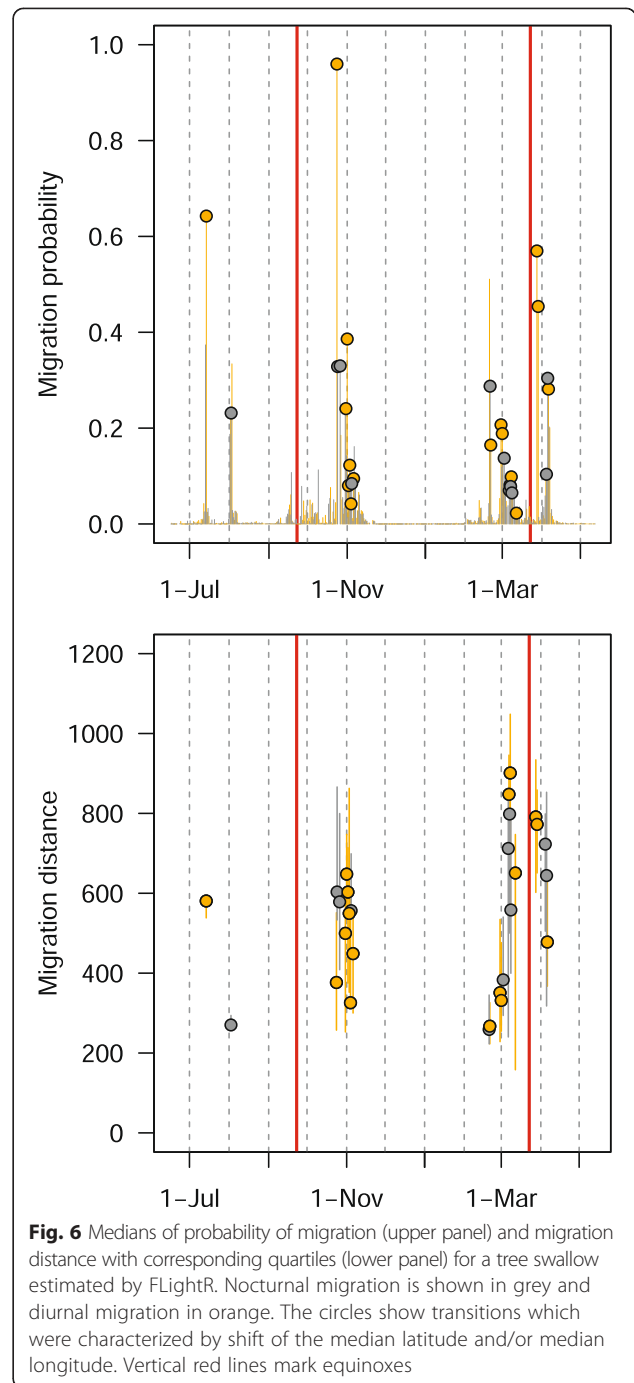 1.0
0.8
0.6
0.4
0.2
0.0
Migration probability
1–Jul 1–Nov 1–Mar
1200
1000
800
600
400
200
0
Migration distance
1–Jul 1–Nov 1–Mar
Fig. 6 Medians of probability of migration (upper panel) and migration
distance with corresponding quartiles (lower panel) for a tree swallow
estimated by FLightR. Nocturnal migration is shown in grey and
diurnal migration in orange. The circles show transitions which
were characterized by shift of the median latitude and/or median
longitude. Vertical red lines mark equinoxes